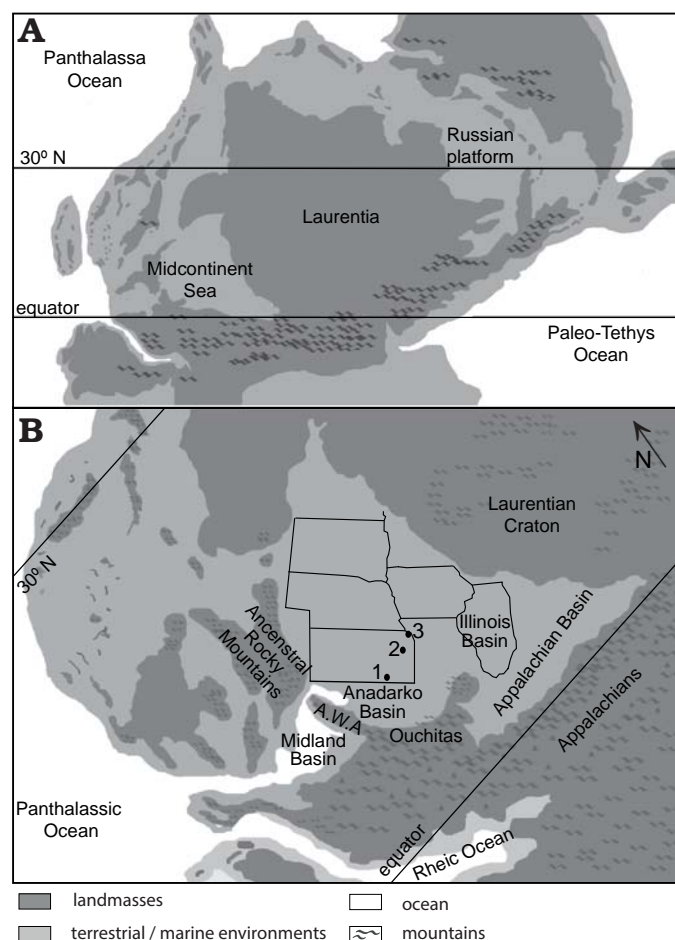 A
Panthalassa
Ocean
Russian
platform
30º N
Laurentia
Midcontinent
Sea
equator
Paleo-Tethys
Ocean
B
N
Laurentian
Craton
30º N
Ancenstral
Rocky
Mountains
Illinois
Basin
Appalachian Basin
3
2
1
Anadarko
Basin
A.W.A
Appalachians
Ouchitas
Midland
Basin
Panthalassic
Ocean
equator
Rheic Ocean
landmasses
ocean
terrestrial / marine environments
mountains